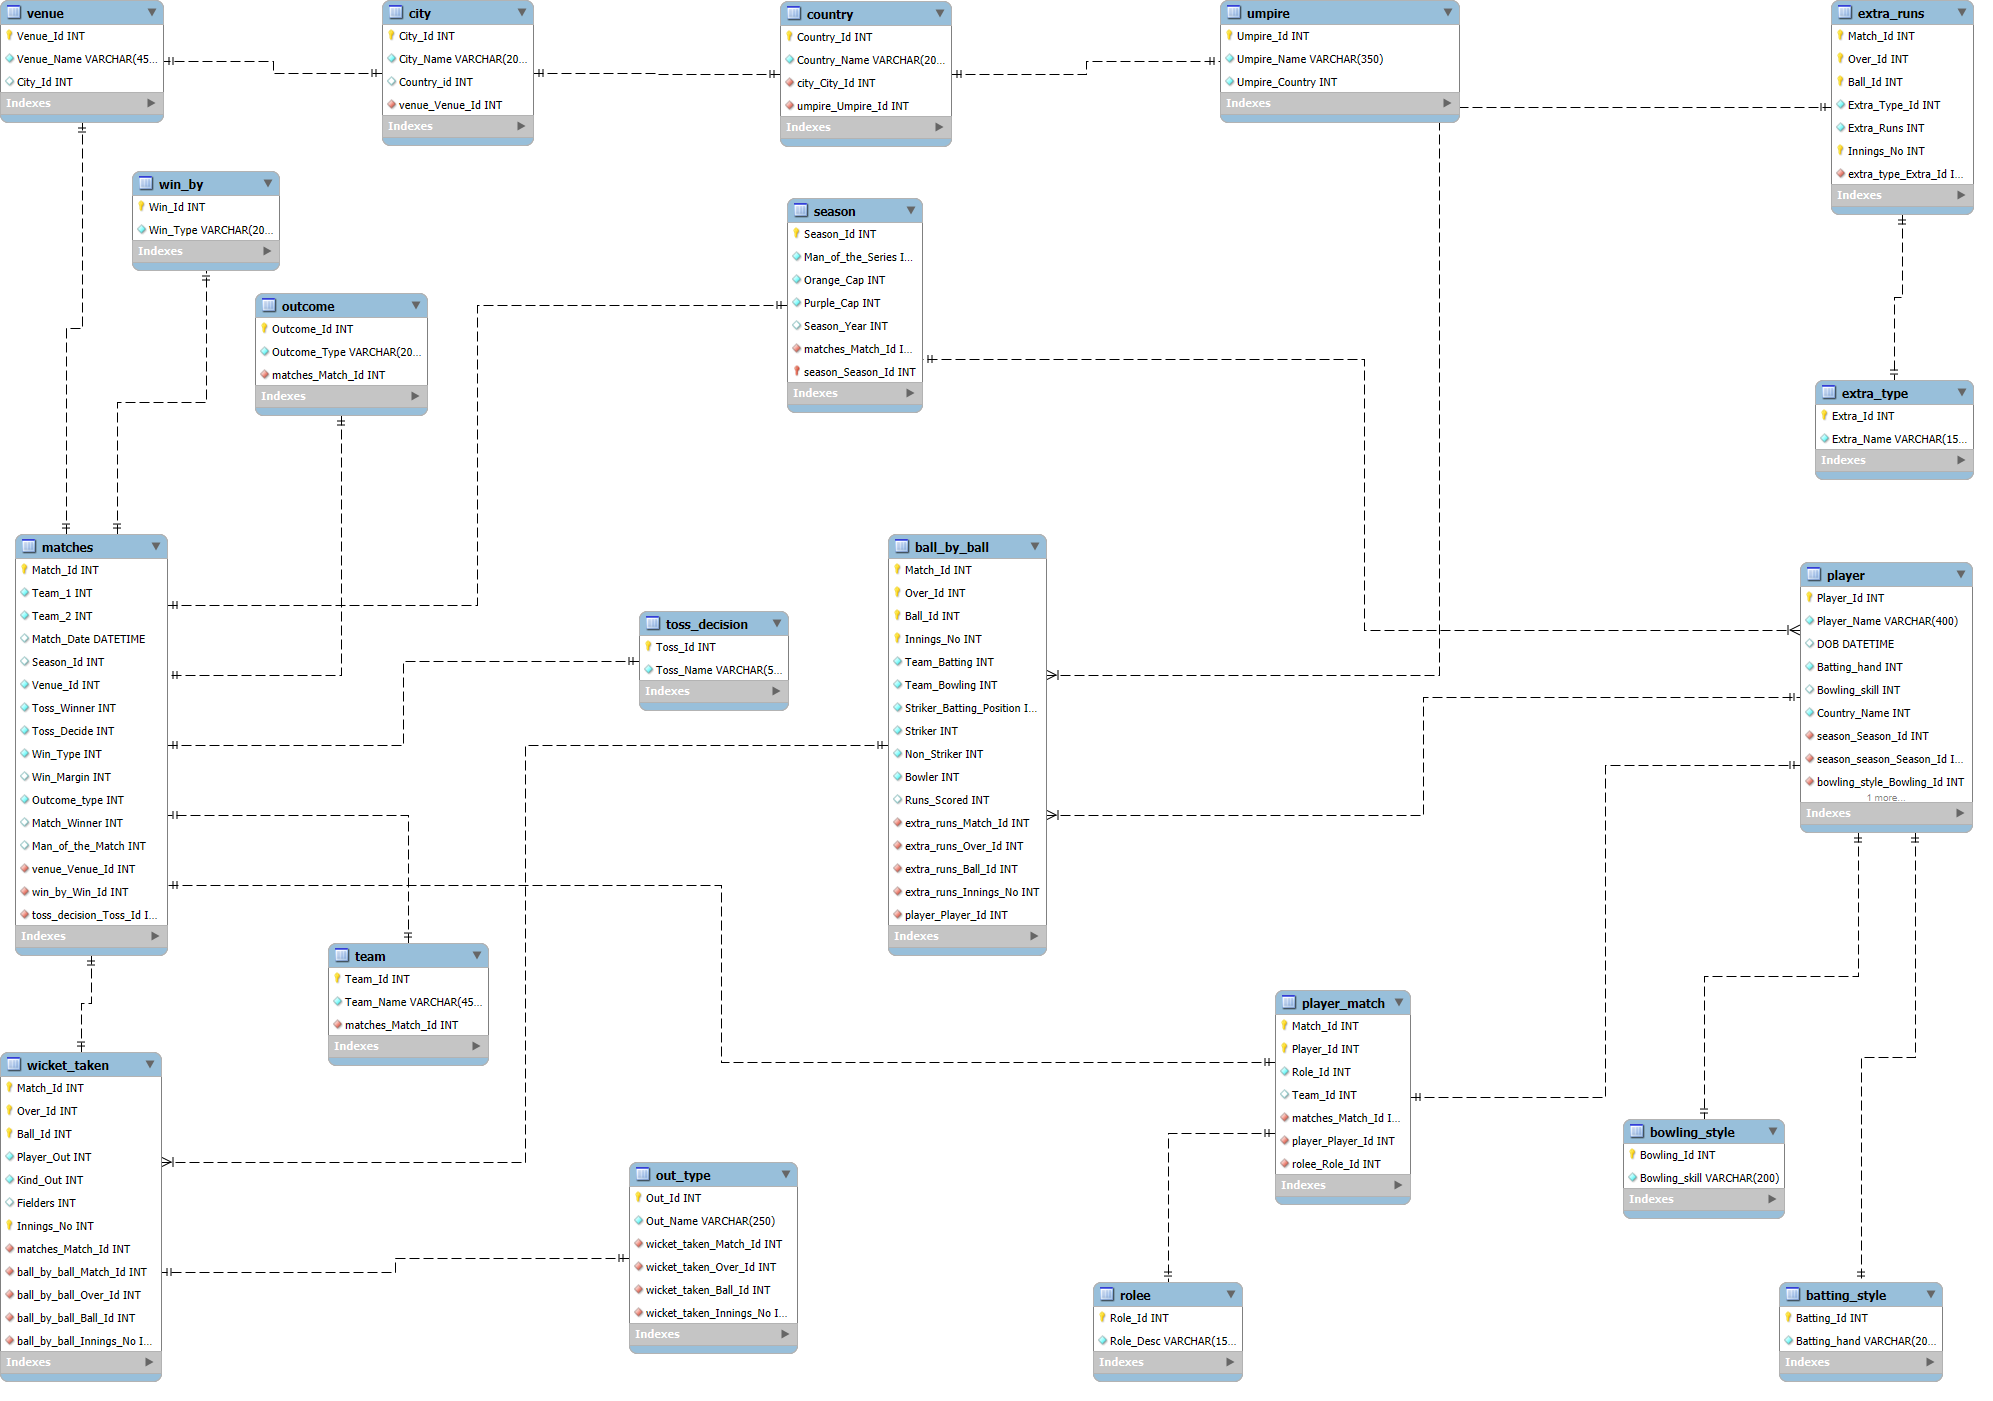 venue
Venue_Id INT
Venue_Name VARCHAR(45...
City_Id INT
Indexes
city
City_Id INT
City_Name VARCHAR(20...
Country_id INT
venue_Venue_Id INT
Indexes
country
Country_Id INT
Country_Name VARCHAR(20...
city_City_Id INT
umpire_Umpire_Id INT
Indexes
umpire
Umpire_Id INT
Umpire_Name VARCHAR(350)
Umpire_Country INT
Indexes
extra_runs
Match_Id INT
Over_Id INT
Ball_Id INT
Extra_Type_Id INT
Extra_Runs INT
Innings_No INT
extra_type_Extra_Id I...
Indexes
win_by
Win_Id INT
Win_Type VARCHAR(20...
Indexes
season
Season_Id INT
Man_of_the_Series I...
Orange_Cap INT
Purple_Cap INT
Season_Year INT
matches_Match_Id I...
season_Season_Id INT
Indexes
outcome
Outcome_Id INT
Outcome_Type VARCHAR(20...
matches_Match_Id INT
Indexes
extra_type
Extra_Id INT
Extra_Name VARCHAR(15...
Indexes
matches
Match_Id INT
Team_1 INT
Team_2 INT
Match_Date DATETIME
Season_Id INT
Venue_Id INT
Toss_Winner INT
Toss_Decide INT
Win_Type INT
Win_Margin INT
Outcome_type INT
Match_Winner INT
Man_of_the_Match INT
venue_Venue_Id INT
win_by_Win_Id INT
toss_decision_Toss_Id I...
Indexes
toss_decision
Toss_Id INT
Toss_Name VARCHAR(5...
Indexes
ball_by_ball
Match_Id INT
Over_Id INT
Ball_Id INT
Innings_No INT
Team_Batting INT
Team_Bowling INT
Striker_Batting_Position I...
Striker INT
Non_Striker INT
Bowler INT
Runs_Scored INT
extra_runs_Match_Id INT
extra_runs_Over_Id INT
extra_runs_Ball_Id INT
extra_runs_Innings_No INT
player_Player_Id INT
Indexes
player
Player_Id INT
Player_Name VARCHAR(400)
DOB DATETIME
Batting_hand INT
Bowling_skill INT
Country_Name INT
season_Season_Id INT
season_season_Season_Id I...
bowling_style_Bowling_Id INT
1 more...
Indexes
team
Team_Id INT
Team_Name VARCHAR(45...
matches_Match_Id INT
Indexes
player_match
Match_Id INT
Player_Id INT
Role_Id INT
Team_Id INT
matches_Match_Id I...
player_Player_Id INT
rolee_Role_Id INT
Indexes
wicket_taken
Match_Id INT
Over_Id INT
Ball_Id INT
Player_Out INT
Kind_Out INT
Fielders INT
Innings_No INT
matches_Match_Id INT
ball_by_ball_Match_Id INT
ball_by_ball_Over_Id INT
ball_by_ball_Ball_Id INT
ball_by_ball_Innings_No I...
Indexes
out_type
Out_Id INT
Out_Name VARCHAR(250)
wicket_taken_Match_Id INT
wicket_taken_Over_Id INT
wicket_taken_Ball_Id INT
wicket_taken_Innings_No I...
Indexes
bowling_style
Bowling_Id INT
Bowling_skill VARCHAR(200)
Indexes
rolee
Role_Id INT
Role_Desc VARCHAR(15...
Indexes
batting_style
Batting_Id INT
Batting_hand VARCHAR(20...
Indexes